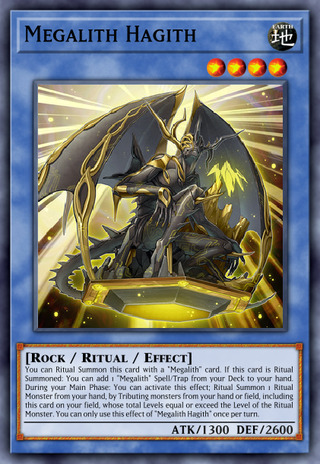 Megalith Hagith
EARTH
地
[Rock / Ritual / Effect]
You can Ritual Summon this card with a "Megalith" card. If this card is Ritual
Summoned: You can add 1 "Megalith" Spell/Trap from your Deck to your hand.
During your Main Phase: You can activate this effect; Ritual Summon 1 Ritual
Monster from your hand, by Tributing monsters from your hand or field, including
this card on your field, whose total Levels equal or exceed the Level of the Ritual
Monster. You can only use this effect of "Megalith Hagith" once per turn.
ATK/1300 DEF/2600